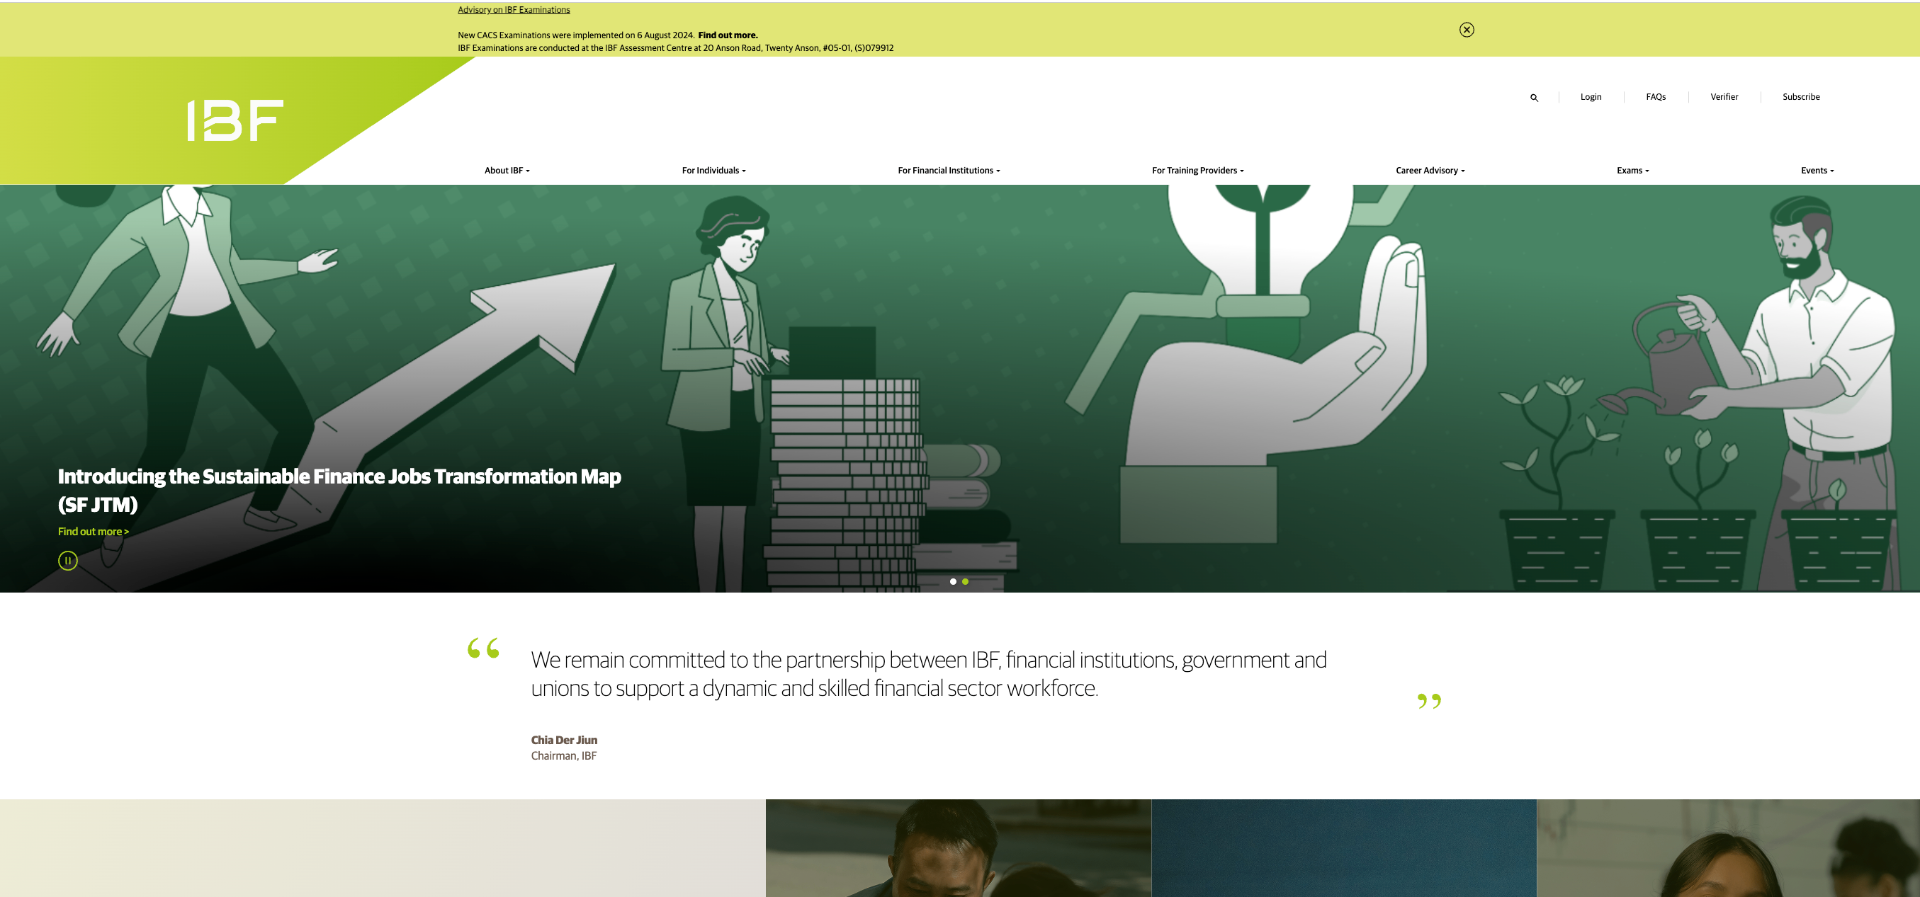 Advisory on IBF Examinations
New CACS Examinations were implemented on 6 August 2024. Find out more.
IBF Examinations are conducted at the IBF Assessment Centre at 20 Anson Road, Twenty Anson, #05-01, (S)079912
IBF
Login
FAQs
Verifier
Subscribe
About IBF
For Individuals
For Financial Institutions
For Training Providers
Career Advisory
Exams
Events
Introducing the Sustainable Finance Jobs Transformation Map
(SF JTM)
Find out more >
“ We remain committed to the partnership between IBF, financial institutions, government and
unions to support a dynamic and skilled financial sector workforce. ”
Chia Der Jiun
Chairman, IBF